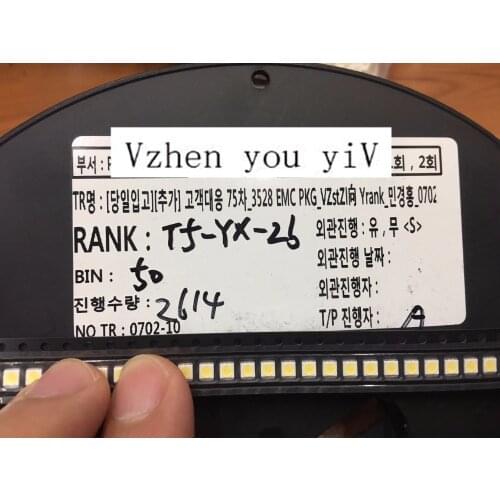 Vzhen you yiV
부서 : 회, 2회
TR명 : [당일입고][추가] 고객대응 75차_3528 EMC PKG_VZstZI向 Yrank_민경홍_0702
RANK : T5-YX-26 외관진행 : 유 , 무 <S>
BIN : 50 외관진행 날짜 :
진행수량 : 2614 외관진행자 :
NO TR : 0702-10 T/P 진행자 :